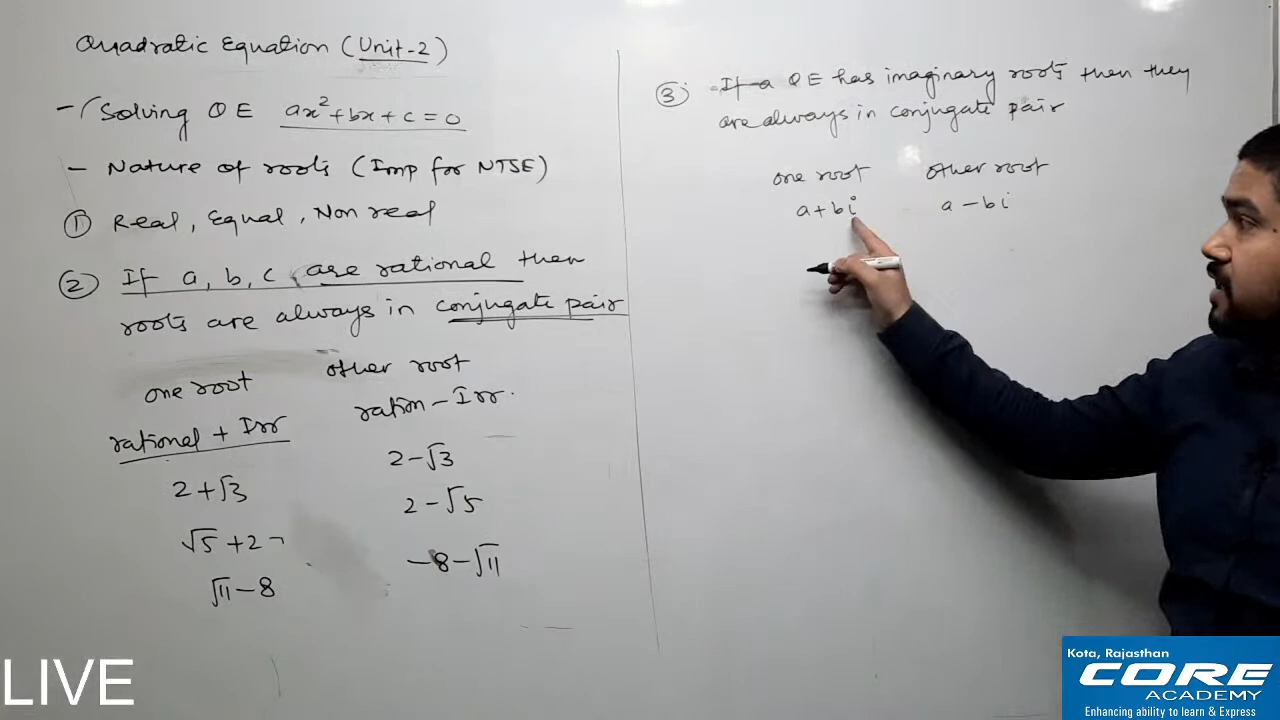 Quadratic Equation (Unit-2)
- Solving QE ax²+bx+c=0
- Nature of roots (Imp for NTSE)
① Real, Equal, Non real
② If a, b, c are rational then
roots are always in conjugate pair
one root other root
rational + Irr ration - Irr.
2+√3 2-√3
√5+2 2-√5
√11-8 -8-√11
③ If a QE has imaginary roots then they
are always in conjugate pair
one root other root
a+bi a-bi
LIVE
Kota, Rajasthan
CORE
ACADEMY
Enhancing ability to learn & Express